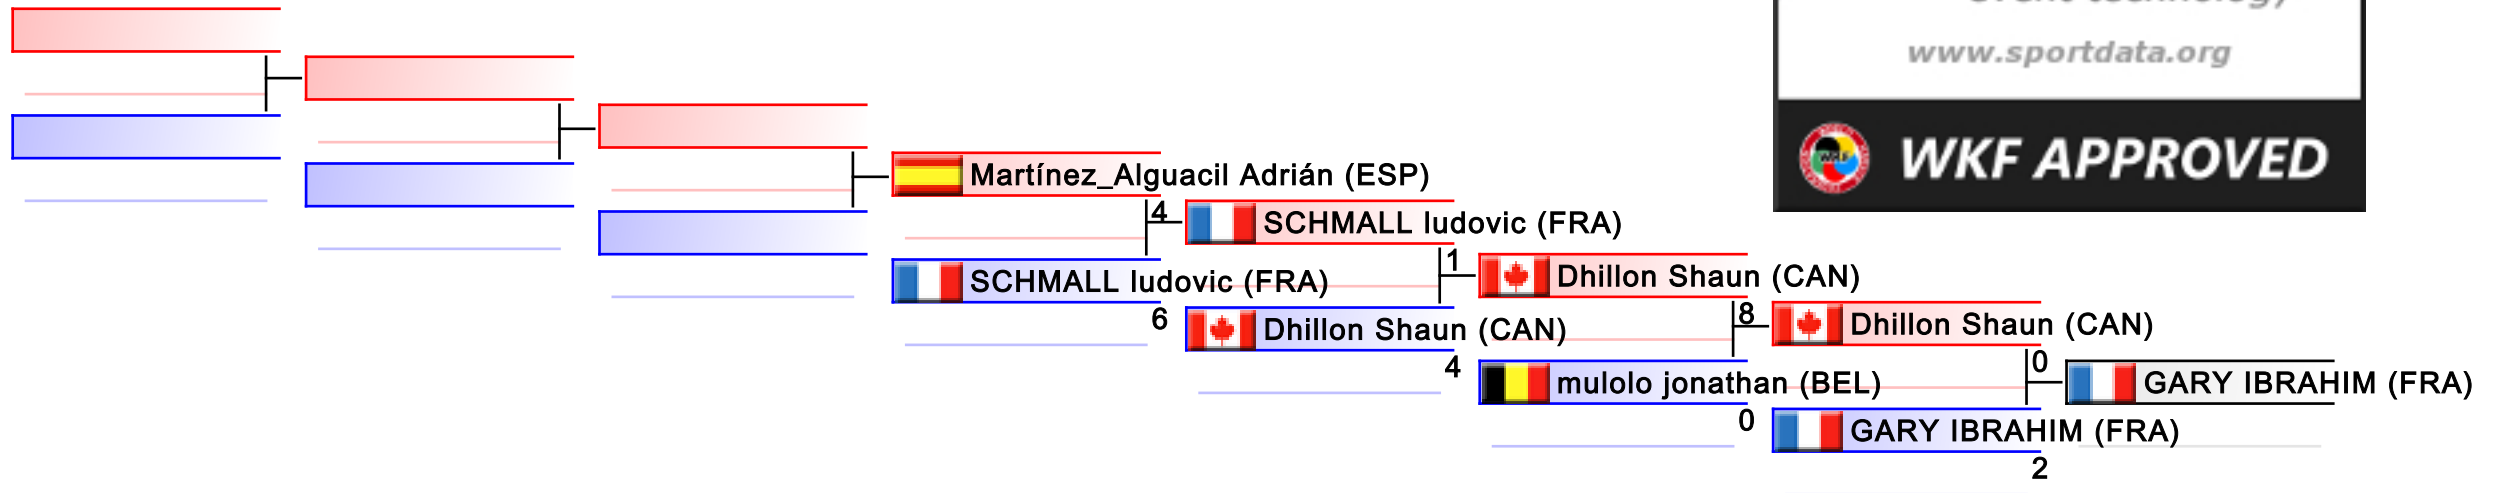 event technology
www.sportdata.org
WKF APPROVED
Martínez_Alguacil Adrián (ESP)
4
SCHMALL ludovic (FRA)
SCHMALL ludovic (FRA)
6
1
Dhillon Shaun (CAN)
Dhillon Shaun (CAN)
4
8
Dhillon Shaun (CAN)
mulolo jonathan (BEL)
0
0
GARY IBRAHIM (FRA)
GARY IBRAHIM (FRA)
2